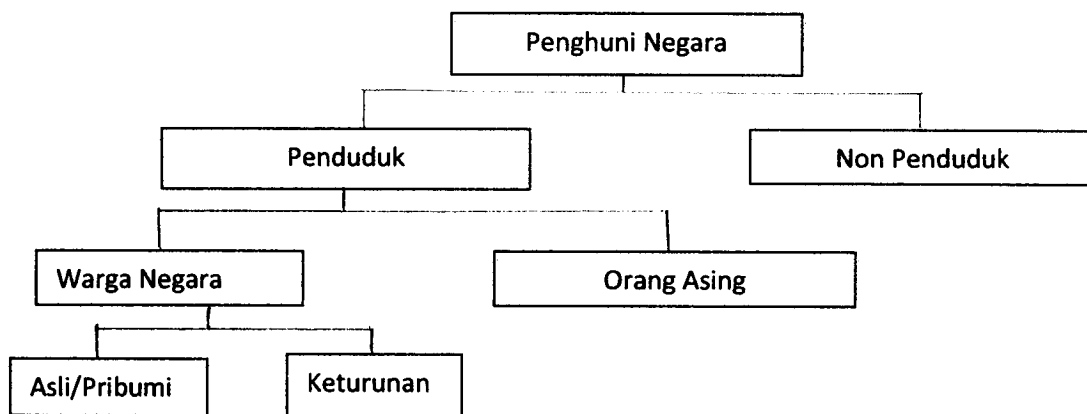 Penghuni Negara
Penduduk
Non Penduduk
Warga Negara
Orang Asing
Asli/Pribumi
Keturunan